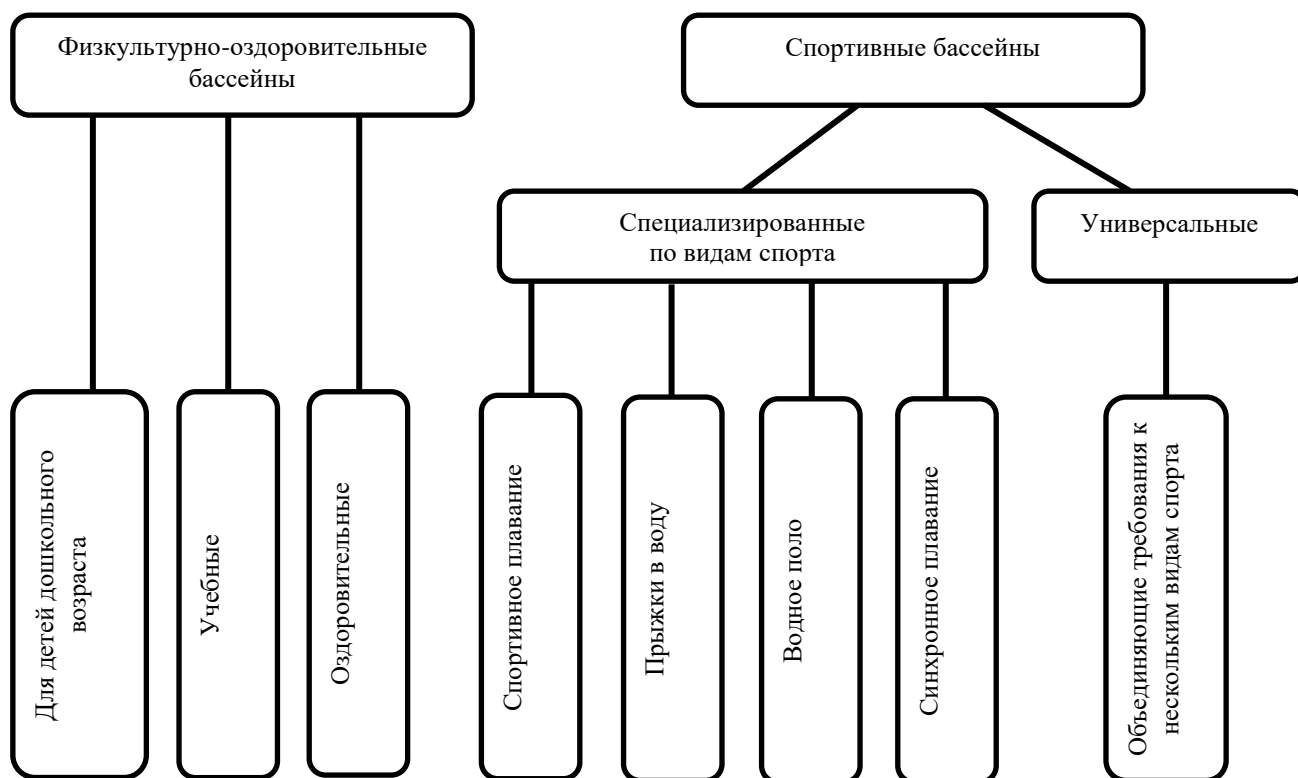 Физкультурно-оздоровительные
бассейны
Спортивные бассейны
Специализированные
по видам спорта
Универсальные
Для детей дошкольного
возраста
Учебные
Оздоровительные
Спортивное плавание
Прыжки в воду
Водное поло
Синхронное плавание
Объединяющие требования к
нескольким видам спорта